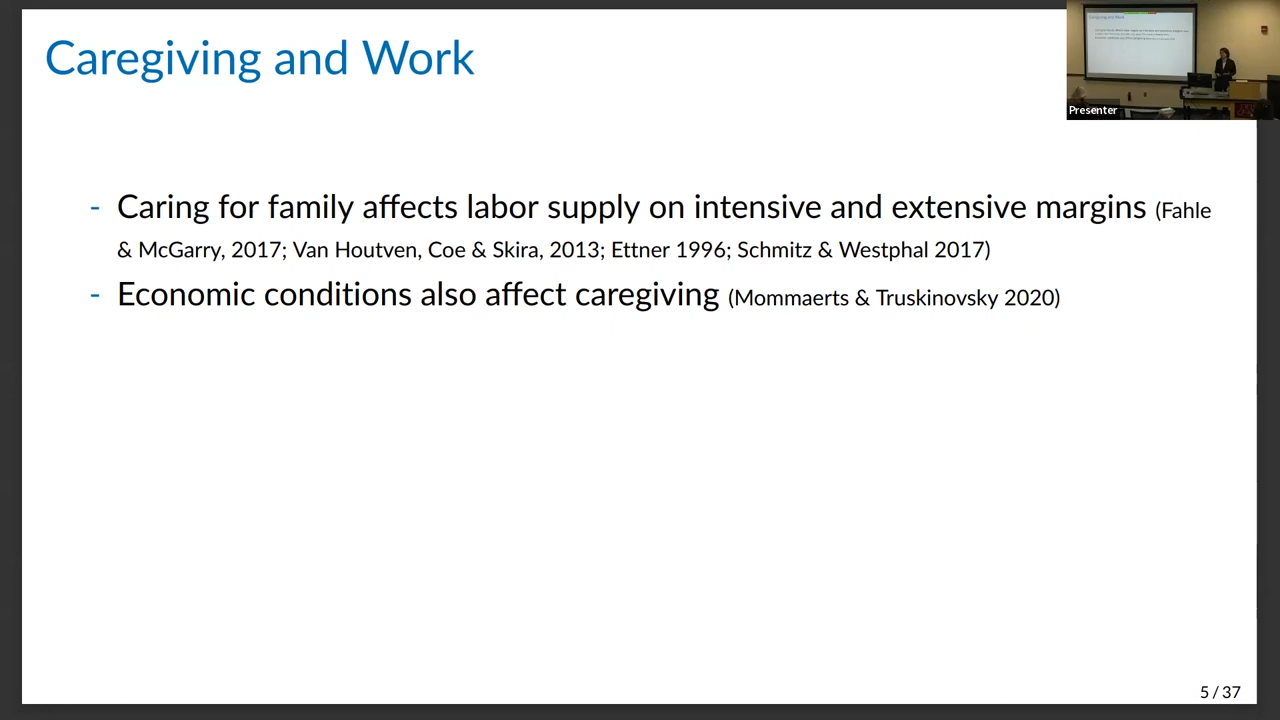 Caregiving and Work
Presenter
- Caring for family affects labor supply on intensive and extensive margins (Fahle
& McGarry, 2017; Van Houtven, Coe & Skira, 2013; Ettner 1996; Schmitz & Westphal 2017)
- Economic conditions also affect caregiving (Mommaerts & Truskinovsky 2020)
5 / 37